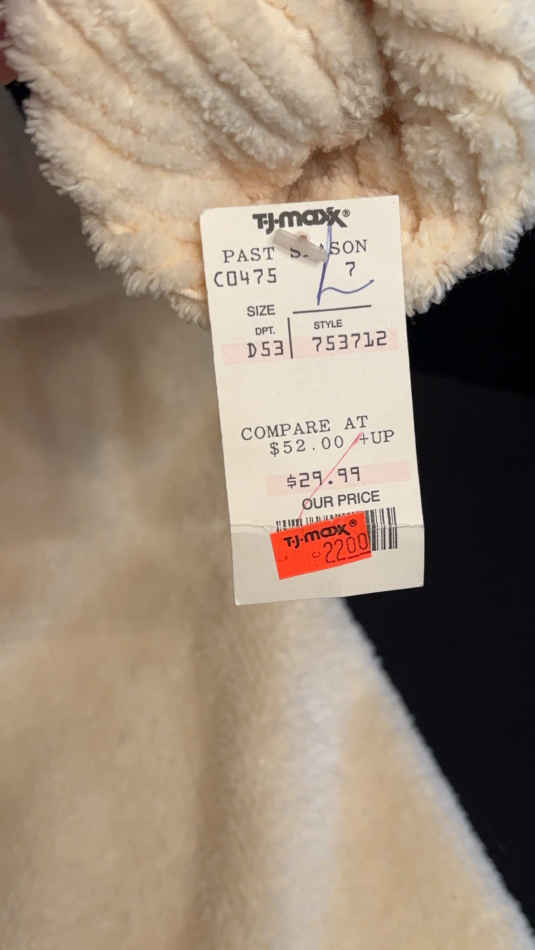 T·J·maxx®
PAST SEASON
C0475 7
L
SIZE
DPT. STYLE
D53 753712
COMPARE AT
$52.00 +UP
$29.99
OUR PRICE
T·J·maxx®
2200